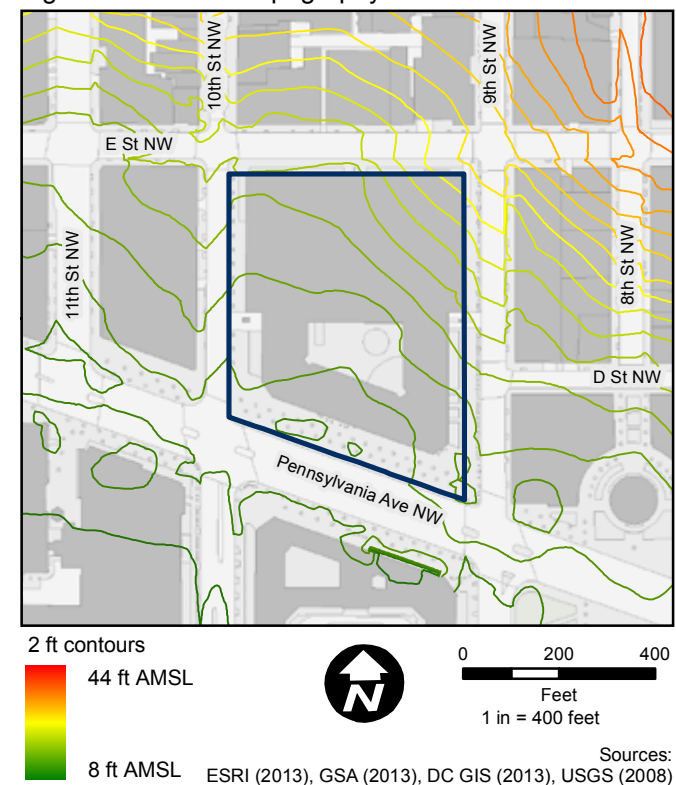 10th St NW
9th St NW
E St NW
11th St NW
8th St NW
D St NW
Pennsylvania Ave NW
2 ft contours
44 ft AMSL
8 ft AMSL
N
0 200 400
Feet
1 in = 400 feet
Sources:
ESRI (2013), GSA (2013), DC GIS (2013), USGS (2008)